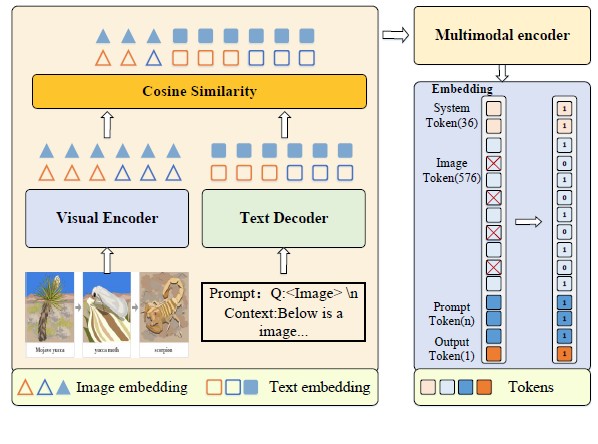 Multimodal encoder
Cosine Similarity
Embedding
System
Token(36)
Image
Token(576)
Prompt
Token(n)
Output
Token(1)
1
1
1
0
1
0
1
0
1
0
1
1
1
1
1
Visual Encoder
Text Decoder
Mojave yucca
yucca moth
scorpion
Prompt：Q:<Image> \n
Context:Below is a
image...
Image embedding
Text embedding
Tokens